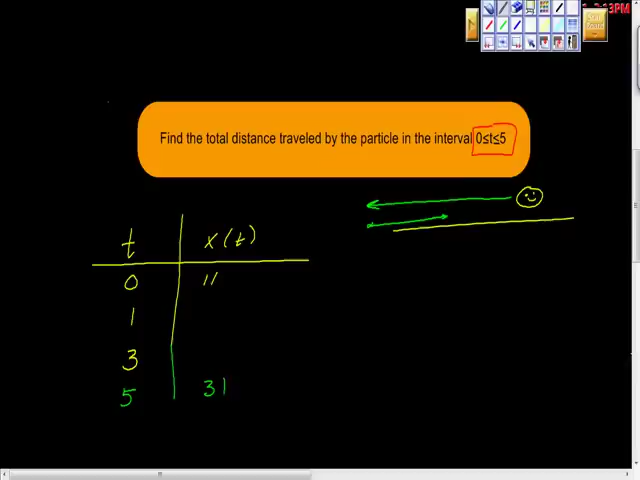 Find the total distance traveled by the particle in the interval 0≤t≤5
t x(t)
0 11
1
3
5 31